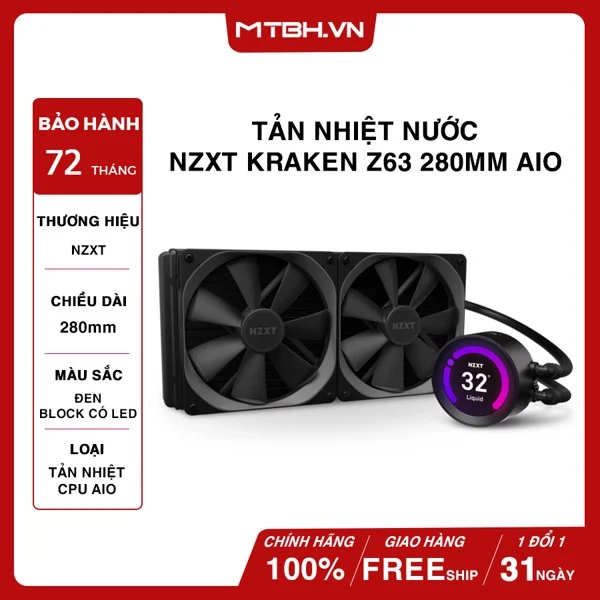 MTBH.VN
TẢN NHIỆT NƯỚC
NZXT KRAKEN Z63 280MM AIO
BẢO HÀNH
72 THÁNG
THƯƠNG HIỆU
NZXT
CHIỀU DÀI
280mm
MÀU SẮC
ĐEN
BLOCK CÓ LED
LOẠI
TẢN NHIỆT
CPU AIO
NZXT
NZXT
NZXT
32°
Liquid
CHÍNH HÃNG
100%
GIAO HÀNG
FREESHIP
1 ĐỔI 1
31 NGÀY